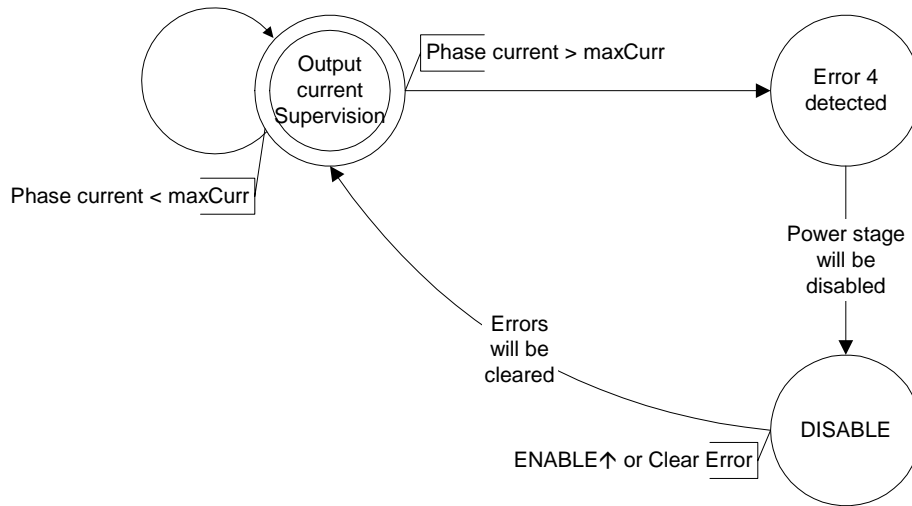 Output
current
Supervision
Phase current > maxCurr
Error 4
detected
Phase current < maxCurr
Power stage
will be
disabled
Errors
will be
cleared
DISABLE
ENABLE↑ or Clear Error